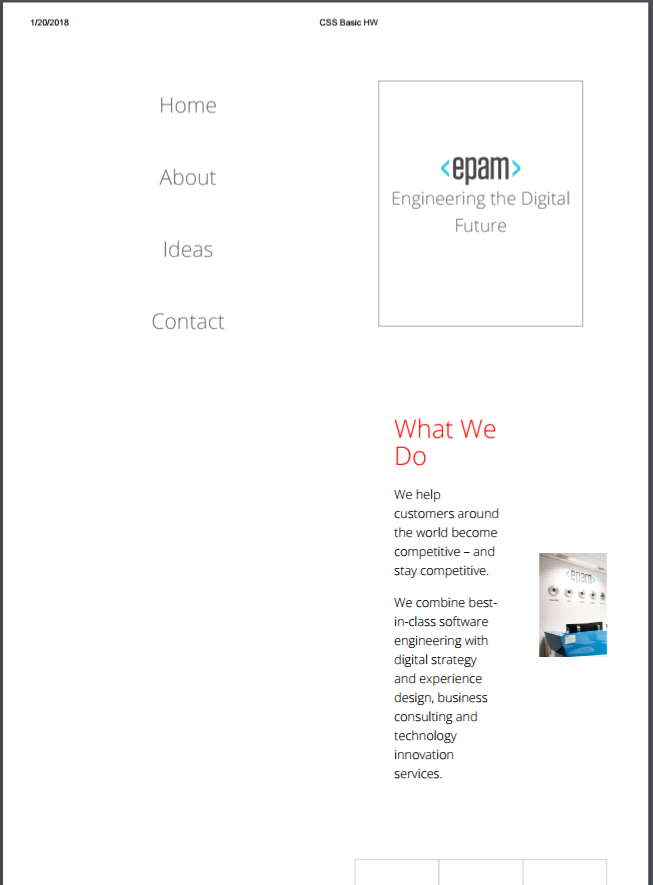 1/20/2018 CSS Basic HW
Home
About
Ideas
Contact
<epam>
Engineering the Digital
Future
What We
Do
We help
customers around
the world become
competitive – and
stay competitive.
We combine best-
in-class software
engineering with
digital strategy
and experience
design, business
consulting and
technology
innovation
services.
<epam>